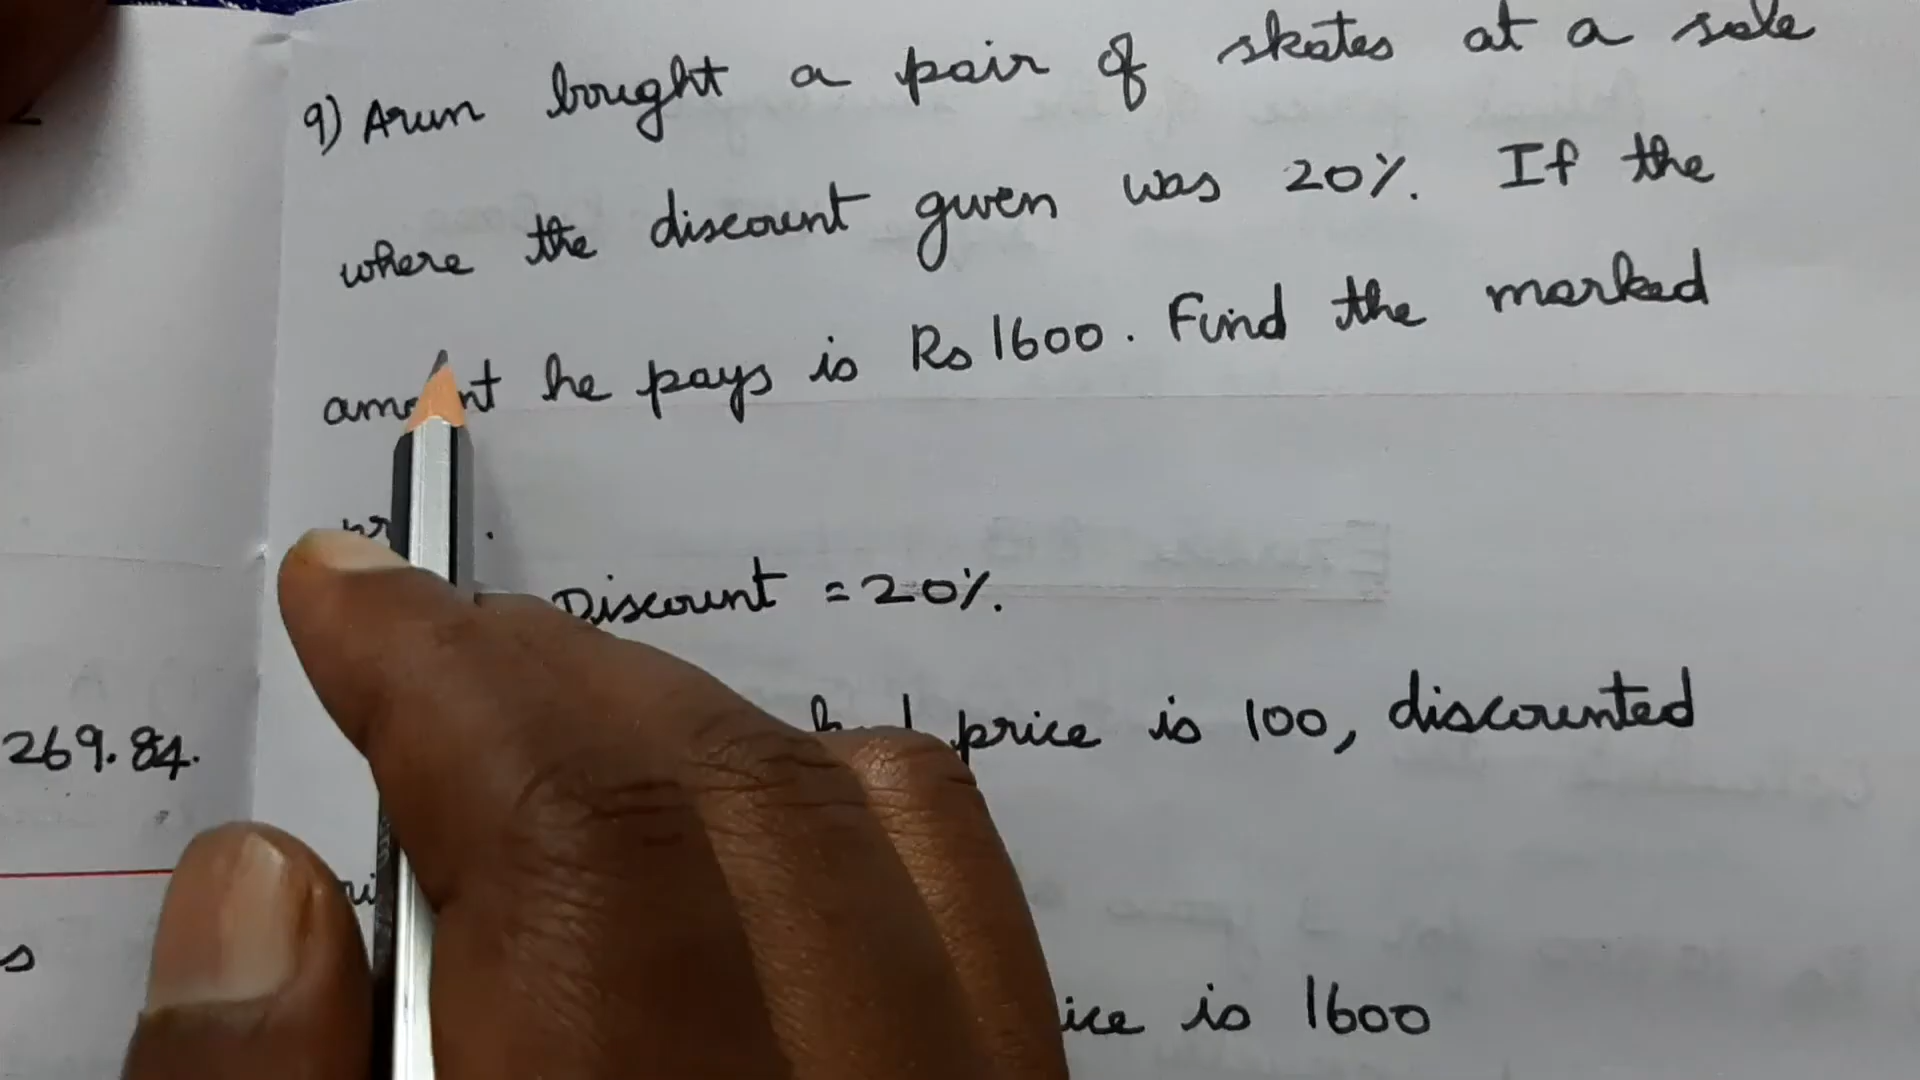 9) Arun bought a pair of skates at a sale
where the discount given was 20%. If the
amount he pays is Rs 1600. Find the marked
.
Discount = 20%.
price is 100, discounted
269.84.
s
is 1600